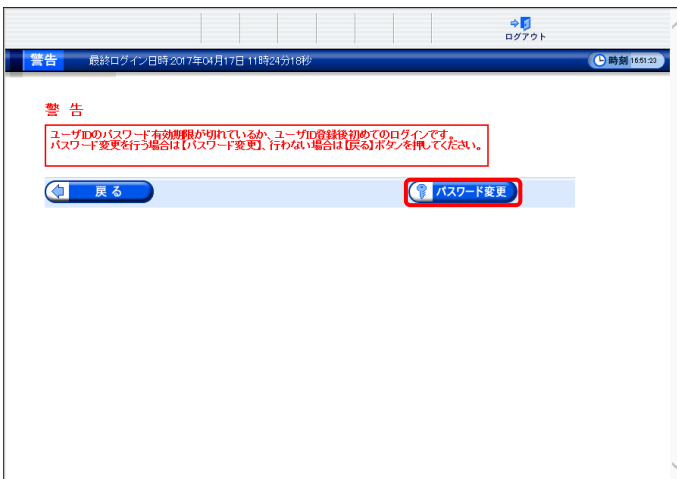 ログアウト
警告 最終ログイン日時:2017年04月17日 11時24分18秒 時刻 16:51:23
警 告
ユーザIDのパスワード有効期限が切れているか、ユーザID登録後初めてのログインです。
パスワード変更を行う場合は【パスワード変更】、行わない場合は【戻る】ボタンを押してください。
戻る パスワード変更